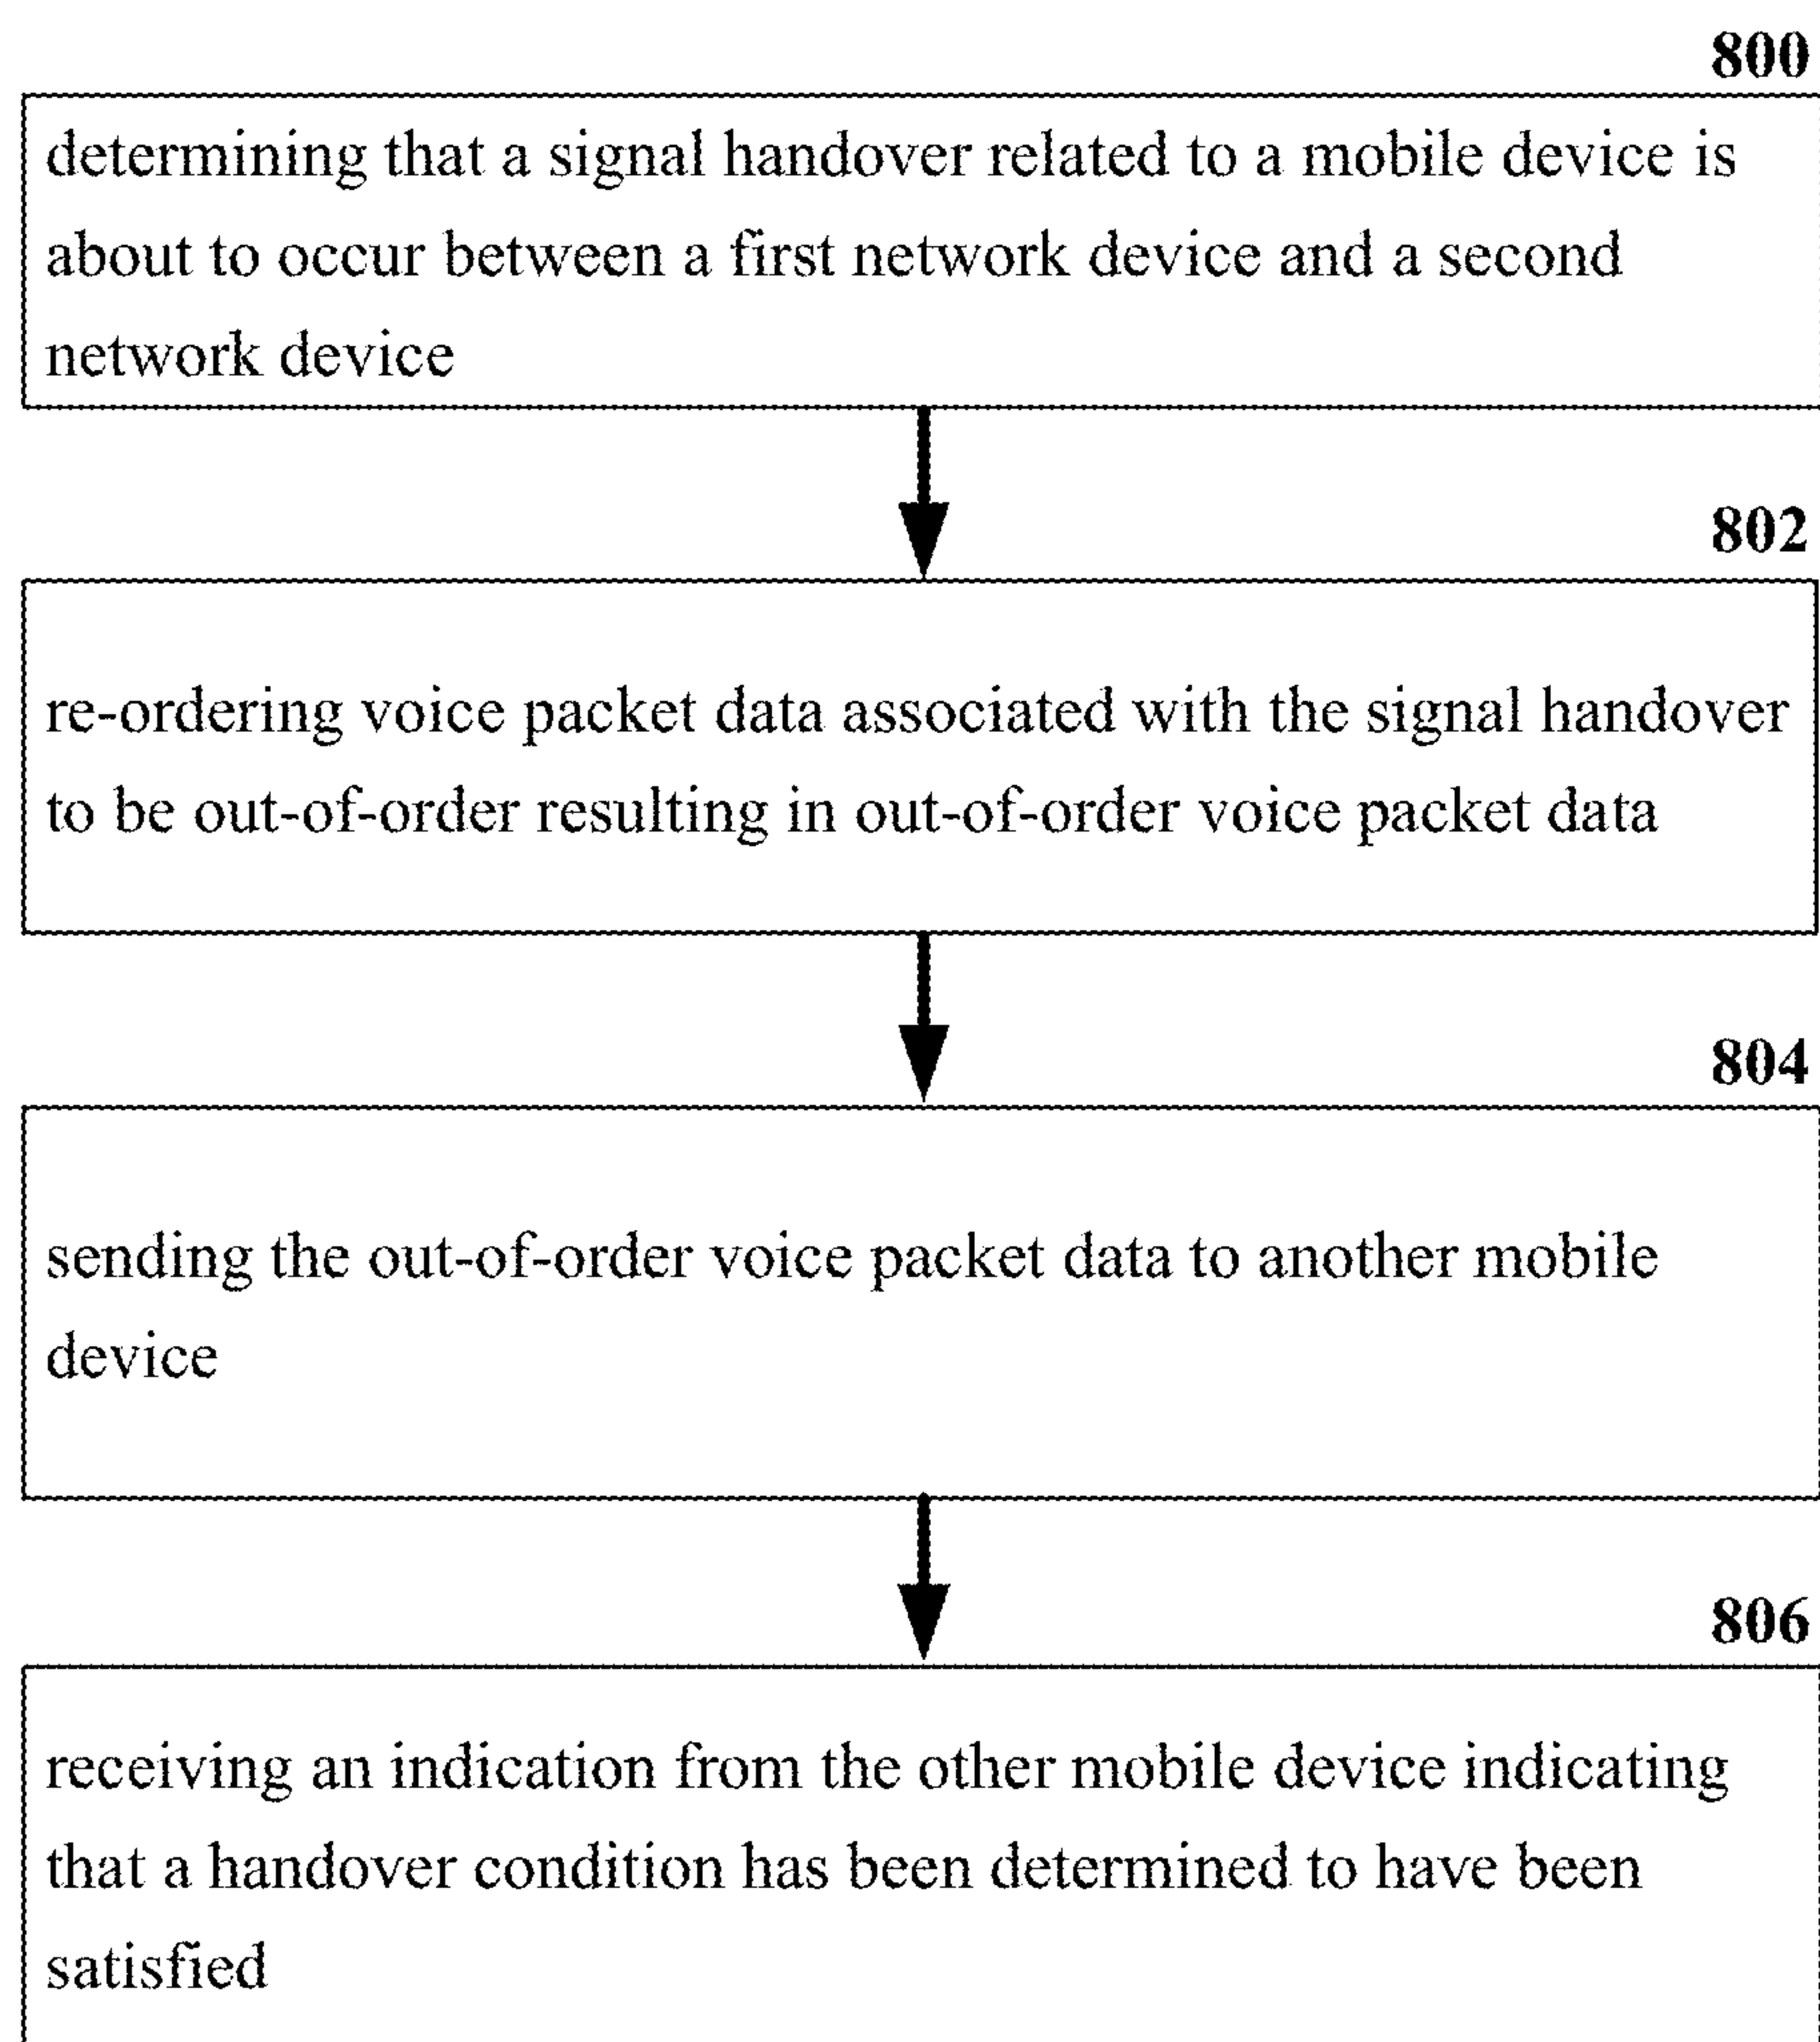 800
determining that a signal handover related to a mobile device is
about to occur between a first network device and a second
network device
802
re-ordering voice packet data associated with the signal handover
to be out-of-order resulting in out-of-order voice packet data
804
sending the out-of-order voice packet data to another mobile
device
806
receiving an indication from the other mobile device indicating
that a handover condition has been determined to have been
satisfied